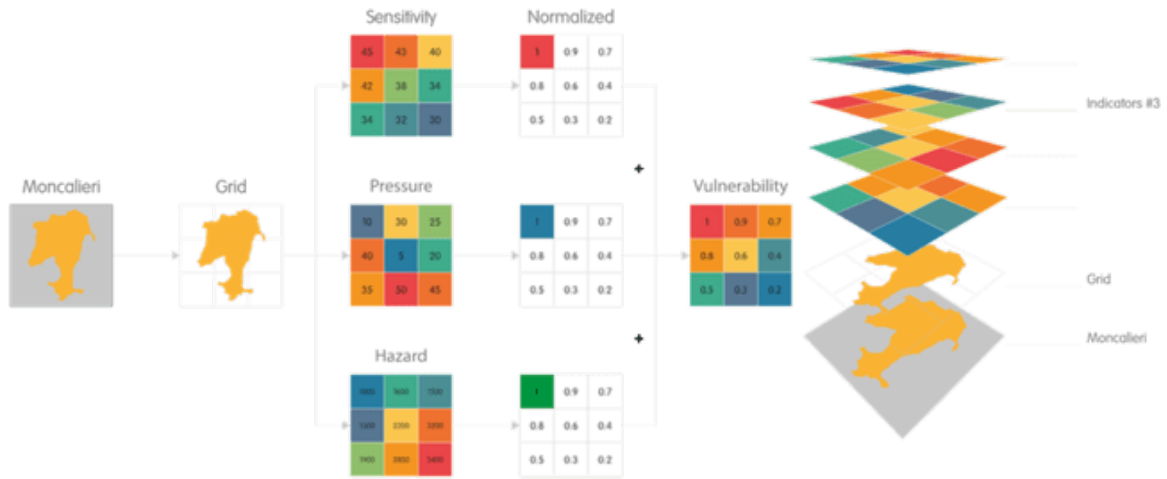 Sensitivity
Normalized
45 43 40
42 38 34
34 32 30
1 0.9 0.7
0.8 0.6 0.4
0.5 0.3 0.2
Indicators #3
+
Moncalieri
Grid
Pressure
Vulnerability
10 30 25
40 5 20
35 50 45
1 0.9 0.7
0.8 0.6 0.4
0.5 0.3 0.2
1 0.9 0.7
0.8 0.6 0.4
0.5 0.3 0.2
Grid
Moncalieri
+
Hazard
1600
2200
1900
1 0.9 0.7
0.8 0.6 0.4
0.5 0.3 0.2